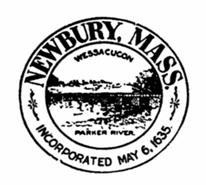 NEWBURY, MASS
WESSACUCON
PARKER RIVER.
INCORPORATED MAY 6, 1635.